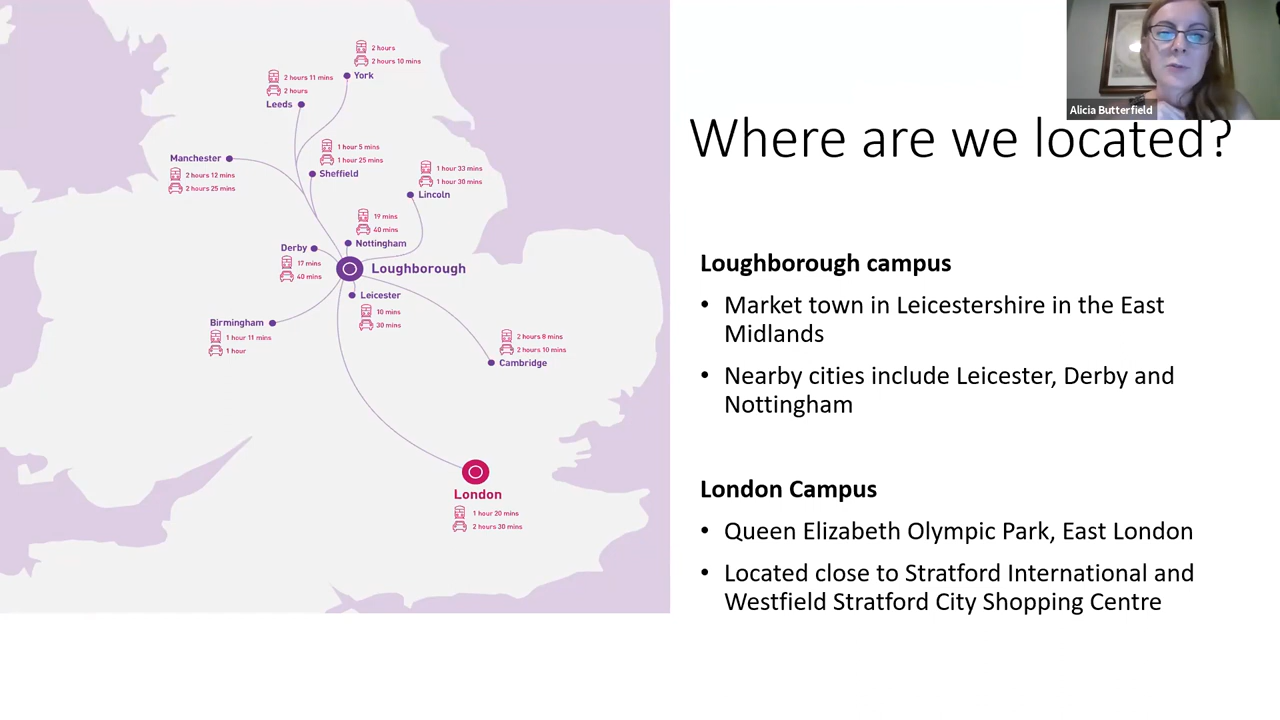 2 hours
2 hours 10 mins
York
2 hours 11 mins
2 hours
Leeds
Manchester
2 hours 12 mins
2 hours 25 mins
1 hour 5 mins
1 hour 25 mins
Sheffield
1 hour 33 mins
1 hour 30 mins
Lincoln
19 mins
40 mins
Nottingham
Derby
17 mins
40 mins
Loughborough
Leicester
10 mins
30 mins
Birmingham
1 hour 11 mins
1 hour
2 hours 8 mins
2 hours 10 mins
Cambridge
London
1 hour 20 mins
2 hours 30 mins
Alicia Butterfield
Where are we located?
Loughborough campus
• Market town in Leicestershire in the East
Midlands
• Nearby cities include Leicester, Derby and
Nottingham
London Campus
• Queen Elizabeth Olympic Park, East London
• Located close to Stratford International and
Westfield Stratford City Shopping Centre